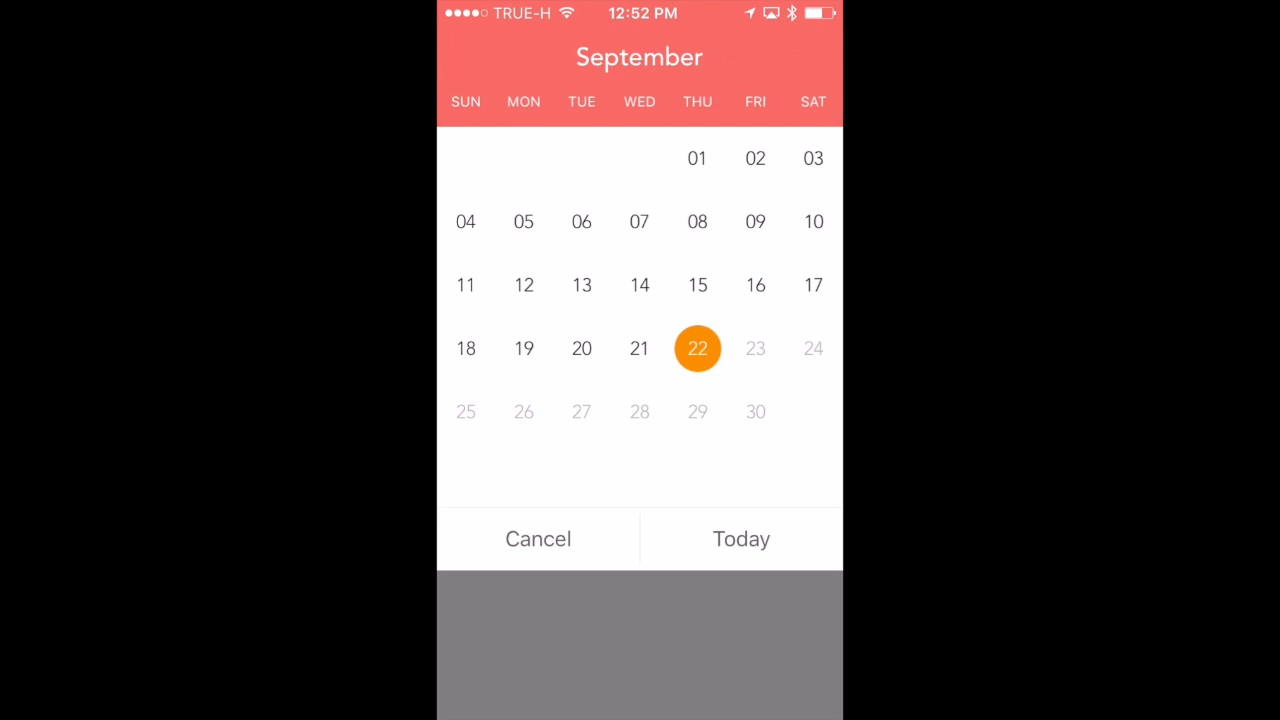 TRUE-H 12:52 PM
September
SUN MON TUE WED THU FRI SAT
01 02 03
04 05 06 07 08 09 10
11 12 13 14 15 16 17
18 19 20 21 22 23 24
25 26 27 28 29 30
Cancel Today